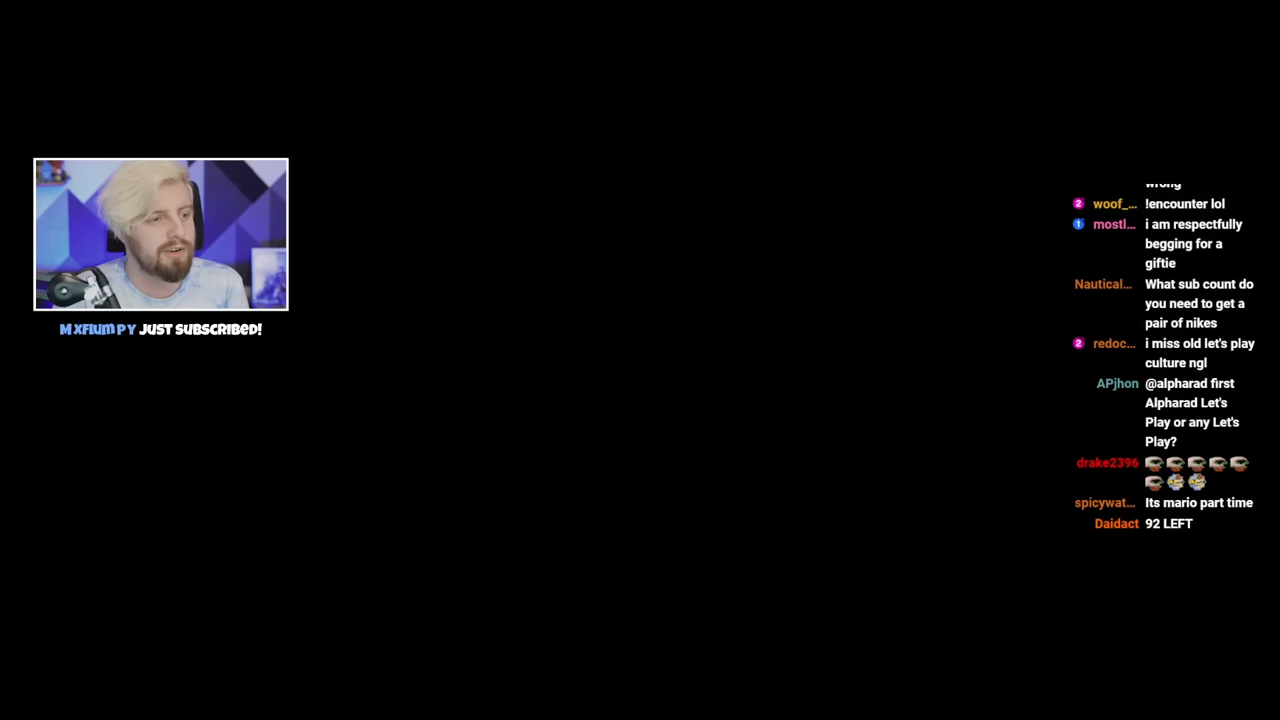 wrong
woof_... !encounter lol
mostl... i am respectfully
begging for a
giftie
Nautical... What sub count do
you need to get a
pair of nikes
redoc... i miss old let's play
culture ngl
APjhon @alpharad first
Alpharad Let's
Play or any Let's
Play?
drake2396
spicywat... Its mario part time
Daidact 92 LEFT
MXFlumPY JUST SUBSCRIBED!